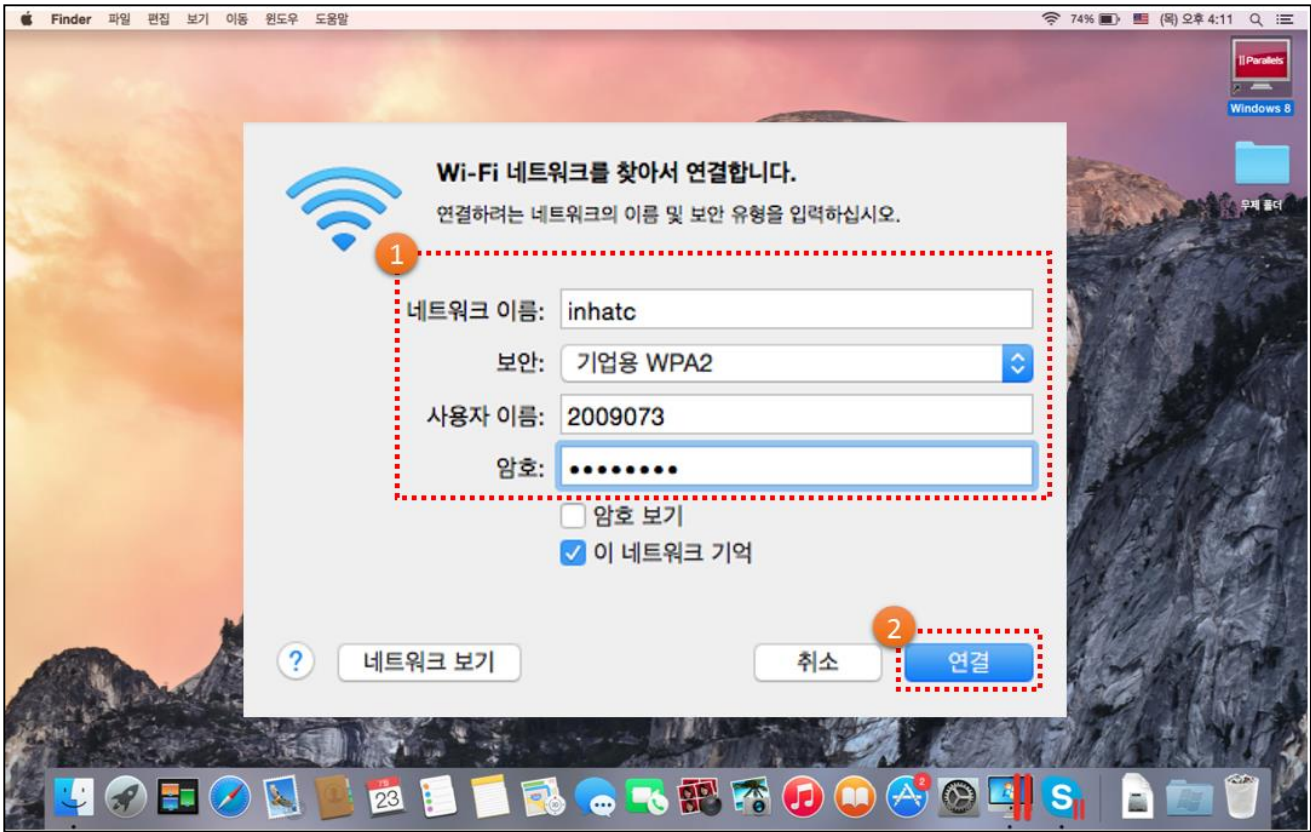 Finder 파일 편집 보기 이동 윈도우 도움말 74% (목) 오후 4:11
|| Parallels
Windows 8
무제 폴더
Wi-Fi 네트워크를 찾아서 연결합니다.
연결하려는 네트워크의 이름 및 보안 유형을 입력하십시오.
1
네트워크 이름: inhatc
보안: 기업용 WPA2
사용자 이름: 2009073
암호: ••••••••
암호 보기
이 네트워크 기억
2
? 네트워크 보기 취소 연결
7월
23
2
S